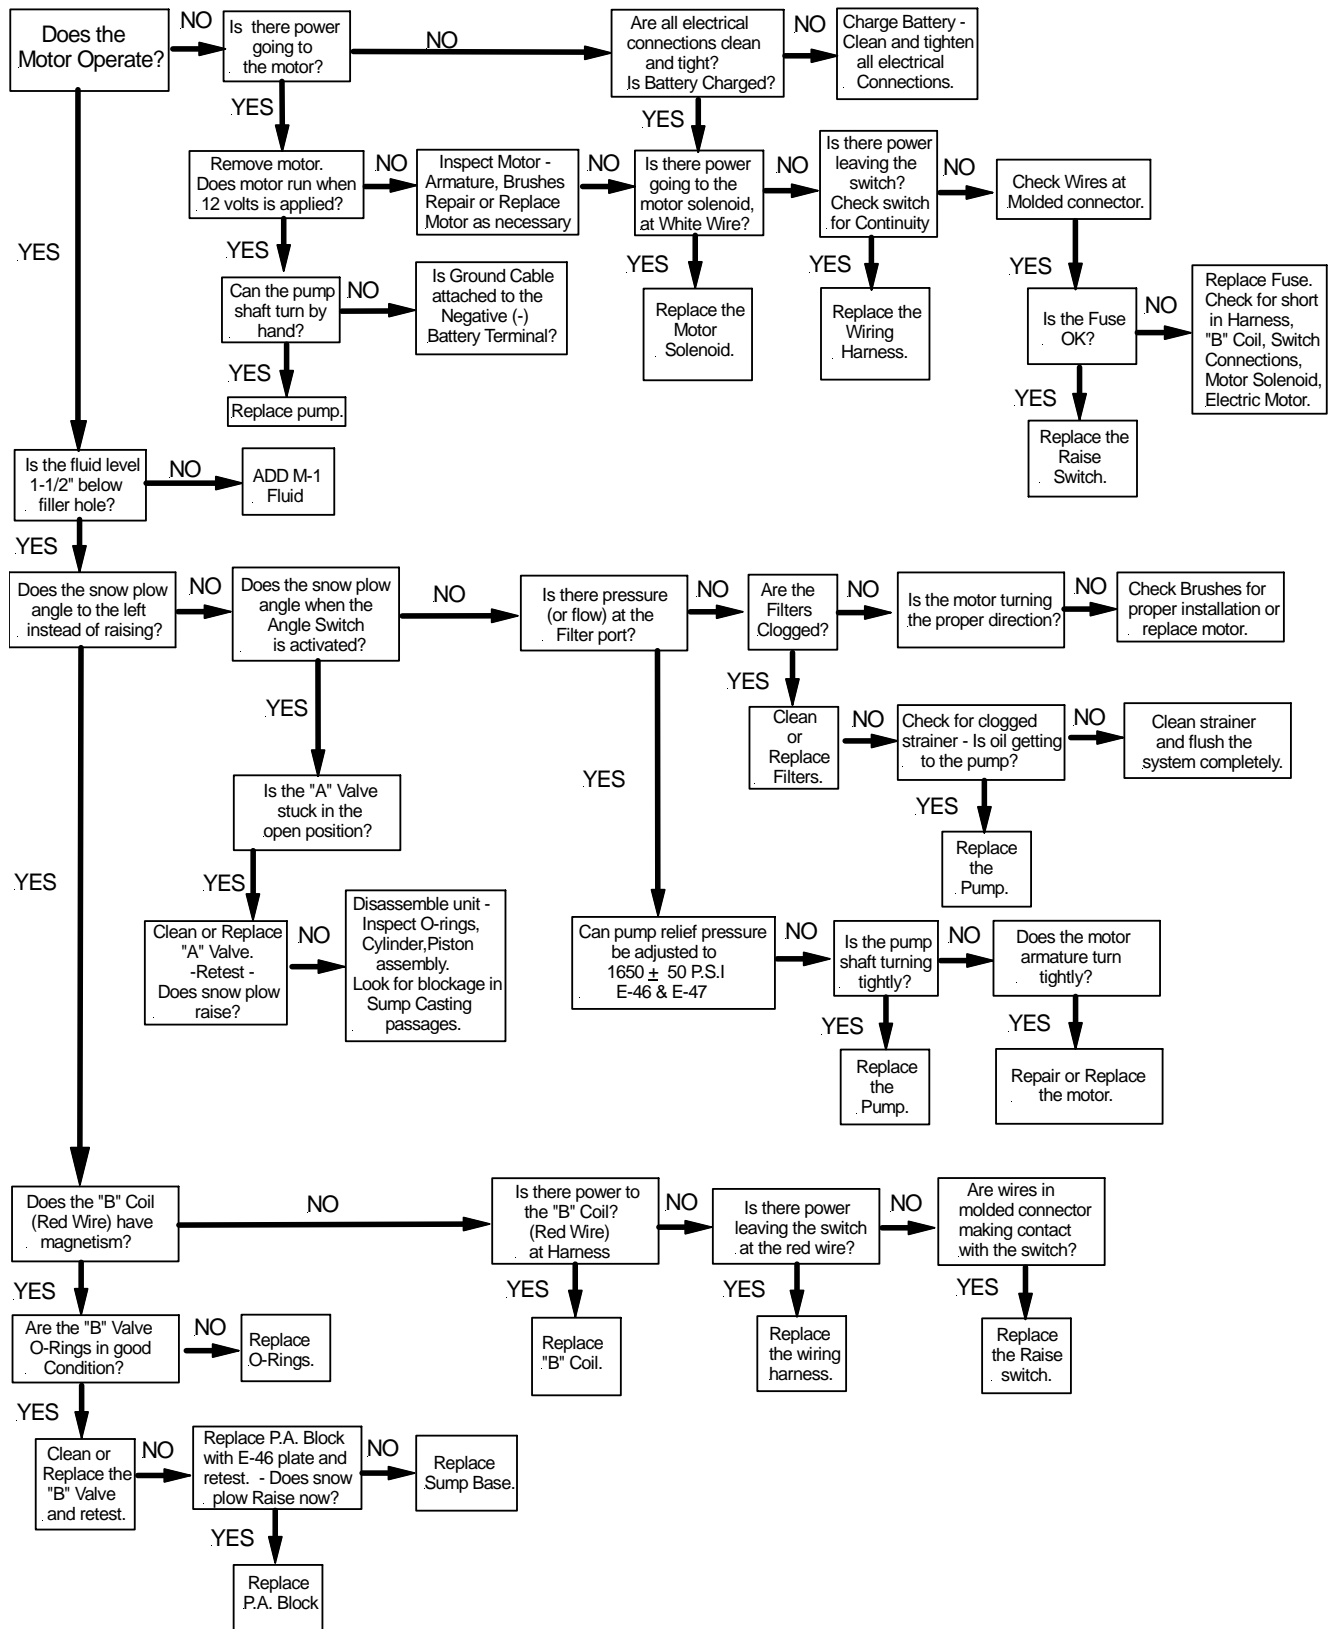 Does the
Motor Operate?
NO
Is there power
going to
the motor?
NO
Are all electrical
connections clean
and tight?
Is Battery Charged?
NO
Charge Battery -
Clean and tighten
all electrical
Connections.
YES
YES
Remove motor.
Does motor run when
12 volts is applied?
NO
Inspect Motor -
Armature, Brushes
Repair or Replace
Motor as necessary
NO
Is there power
going to the
motor solenoid,
at White Wire?
NO
Is there power
leaving the
switch?
Check switch
for Continuity
NO
Check Wires at
Molded connector.
YES
YES
YES
YES
YES
Can the pump
shaft turn by
hand?
NO
Is Ground Cable
attached to the
Negative (-)
Battery Terminal?
Replace the
Motor
Solenoid.
Replace the
Wiring
Harness.
Is the Fuse
OK?
NO
Replace Fuse.
Check for short
in Harness,
"B" Coil, Switch
Connections,
Motor Solenoid,
Electric Motor.
YES
Replace pump.
YES
Replace the
Raise
Switch.
Is the fluid level
1-1/2" below
filler hole?
NO
ADD M-1
Fluid
YES
Does the snow plow
angle to the left
instead of raising?
NO
Does the snow plow
angle when the
Angle Switch
is activated?
NO
Is there pressure
(or flow) at the
Filter port?
NO
Are the
Filters
Clogged?
NO
Is the motor turning
the proper direction?
NO
Check Brushes for
proper installation or
replace motor.
YES
YES
Clean
or
Replace
Filters.
NO
Check for clogged
strainer - Is oil getting
to the pump?
NO
Clean strainer
and flush the
system completely.
YES
Is the "A" Valve
stuck in the
open position?
YES
Replace
the
Pump.
YES
YES
Clean or Replace
"A" Valve.
-Retest -
Does snow plow
raise?
NO
Disassemble unit -
Inspect O-rings,
Cylinder,Piston
assembly.
Look for blockage in
Sump Casting
passages.
Can pump relief pressure
be adjusted to
1650 ± 50 P.S.I
E-46 & E-47
NO
Is the pump
shaft turning
tightly?
NO
Does the motor
armature turn
tightly?
YES
YES
Replace
the
Pump.
Repair or Replace
the motor.
Does the "B" Coil
(Red Wire) have
magnetism?
NO
Is there power to
the "B" Coil?
(Red Wire)
at Harness
NO
Is there power
leaving the switch
at the red wire?
NO
Are wires in
molded connector
making contact
with the switch?
YES
YES
YES
YES
Are the "B" Valve
O-Rings in good
Condition?
NO
Replace
O-Rings.
Replace
"B" Coil.
Replace
the wiring
harness.
Replace
the Raise
switch.
YES
Clean or
Replace the
"B" Valve
and retest.
NO
Replace P.A. Block
with E-46 plate and
retest. - Does snow
plow Raise now?
NO
Replace
Sump Base.
YES
Replace
P.A. Block